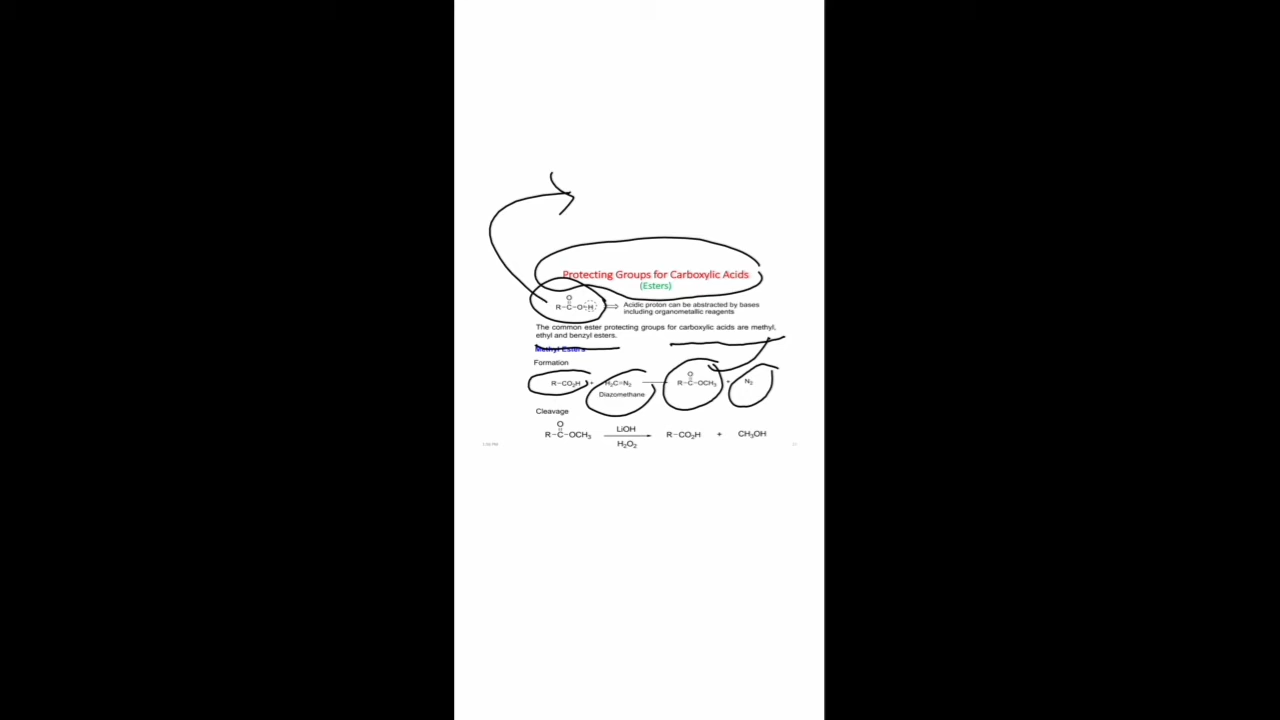 Protecting Groups for Carboxylic Acids
(Esters)
O
R-C-O-H ⟹ Acidic proton can be abstracted by bases
including organometallic reagents
The common ester protecting groups for carboxylic acids are methyl,
ethyl and benzyl esters.
Methyl Esters
Formation
O
R-CO₂H + H₂C=N₂ R-C-OCH₃ + N₂
Diazomethane
Cleavage
O
R-C-OCH₃ LiOH R-CO₂H + CH₃OH
H₂O₂